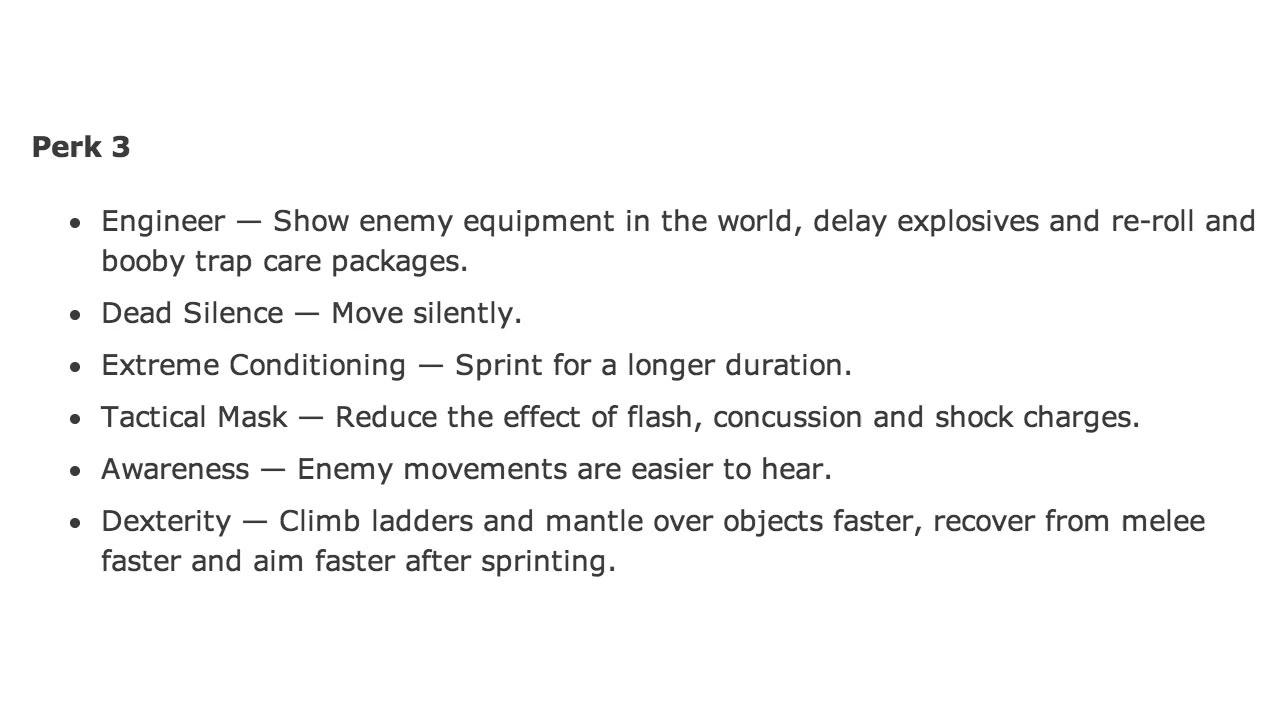 Perk 3
• Engineer — Show enemy equipment in the world, delay explosives and re-roll and
booby trap care packages.
• Dead Silence — Move silently.
• Extreme Conditioning — Sprint for a longer duration.
• Tactical Mask — Reduce the effect of flash, concussion and shock charges.
• Awareness — Enemy movements are easier to hear.
• Dexterity — Climb ladders and mantle over objects faster, recover from melee
faster and aim faster after sprinting.